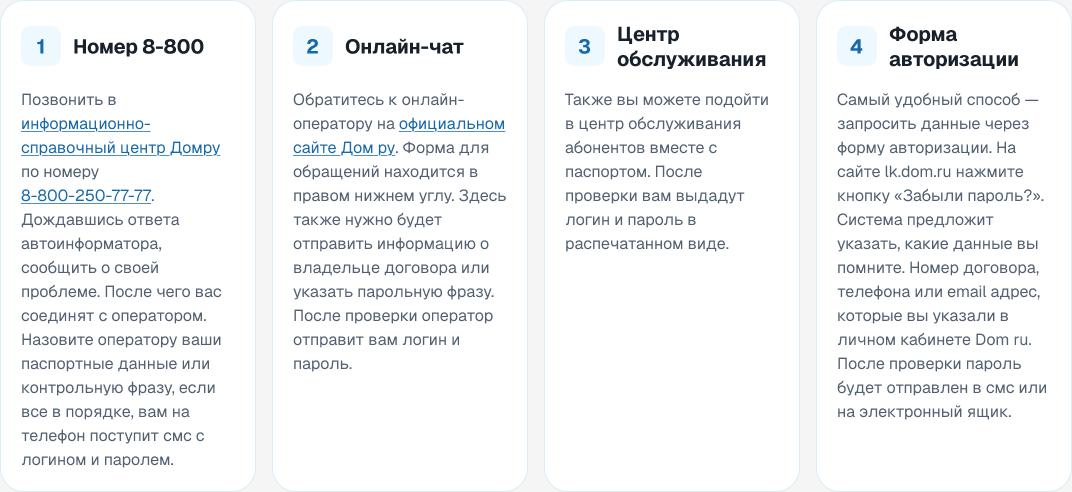 1
Номер 8-800
Позвонить в
информационно-
справочный центр Домру
по номеру
8-800-250-77-77.
Дождавшись ответа
автоинформатора,
сообщить о своей
проблеме. После чего вас
соединят с оператором.
Назовите оператору ваши
паспортные данные или
контрольную фразу, если
все в порядке, вам на
телефон поступит смс с
логином и паролем.
2
Онлайн-чат
Обратитесь к онлайн-
оператору на официальном
сайте Дом ру. Форма для
обращений находится в
правом нижнем углу. Здесь
также нужно будет
отправить информацию о
владельце договора или
указать парольную фразу.
После проверки оператор
отправит вам логин и
пароль.
3
Центр
обслуживания
Также вы можете подойти
в центр обслуживания
абонентов вместе с
паспортом. После
проверки вам выдадут
логин и пароль в
распечатанном виде.
4
Форма
авторизации
Самый удобный способ —
запросить данные через
форму авторизации. На
сайте lk.dom.ru нажмите
кнопку «Забыли пароль?».
Система предложит
указать, какие данные вы
помните. Номер договора,
телефона или email адрес,
которые вы указали в
личном кабинете Dom ru.
После проверки пароль
будет отправлен в смс или
на электронный ящик.